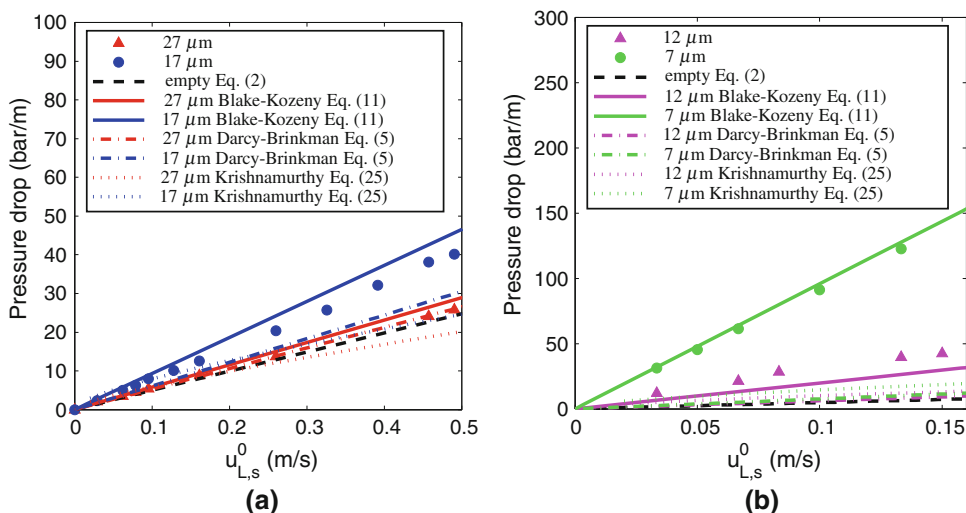 100
90
80
70
60
50
40
30
20
10
0
Pressure drop (bar/m)
27 μm
17 μm
empty Eq. (2)
27 μm Blake-Kozeny Eq. (11)
17 μm Blake-Kozeny Eq. (11)
27 μm Darcy-Brinkman Eq. (5)
17 μm Darcy-Brinkman Eq. (5)
27 μm Krishnamurthy Eq. (25)
17 μm Krishnamurthy Eq. (25)
0 0.1 0.2 0.3 0.4 0.5
u⁰L,s (m/s)
(a)
300
250
200
150
100
50
0
Pressure drop (bar/m)
12 μm
7 μm
empty Eq. (2)
12 μm Blake-Kozeny Eq. (11)
7 μm Blake-Kozeny Eq. (11)
12 μm Darcy-Brinkman Eq. (5)
7 μm Darcy-Brinkman Eq. (5)
12 μm Krishnamurthy Eq. (25)
7 μm Krishnamurthy Eq. (25)
0 0.05 0.1 0.15
u⁰L,s (m/s)
(b)